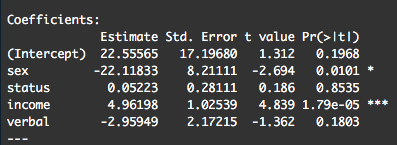 Coefficients:
Estimate Std. Error t value Pr(>|t|)
(Intercept) 22.55565 17.19680 1.312 0.1968
sex -22.11833 8.21111 -2.694 0.0101 *
status 0.05223 0.28111 0.186 0.8535
income 4.96198 1.02539 4.839 1.79e-05 ***
verbal -2.95949 2.17215 -1.362 0.1803
---